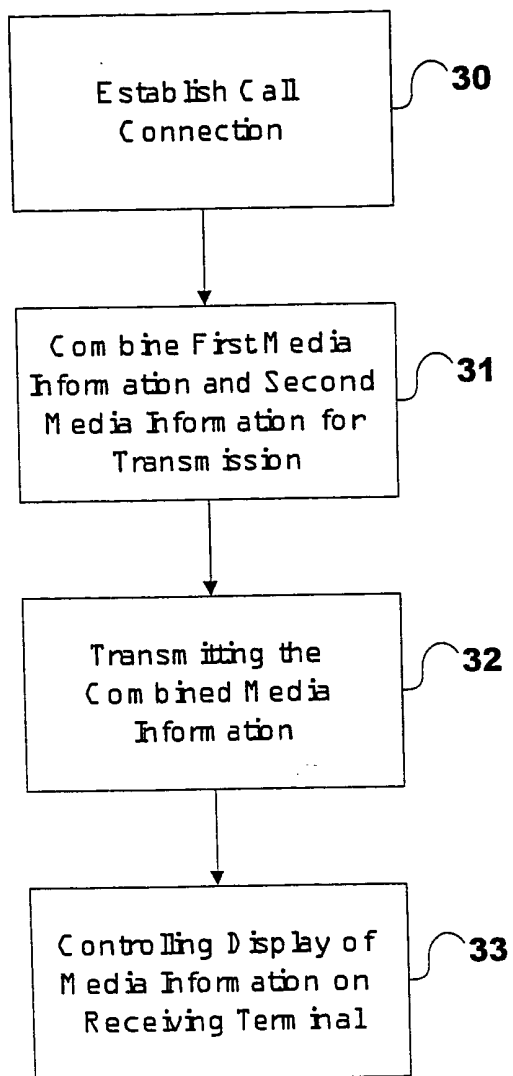 Establish Call
Connection
30
Combine First Media
Information and Second
Media Information for
Transmission
31
Transmitting the
Combined Media
Information
32
Controlling Display of
Media Information on
Receiving Terminal
33